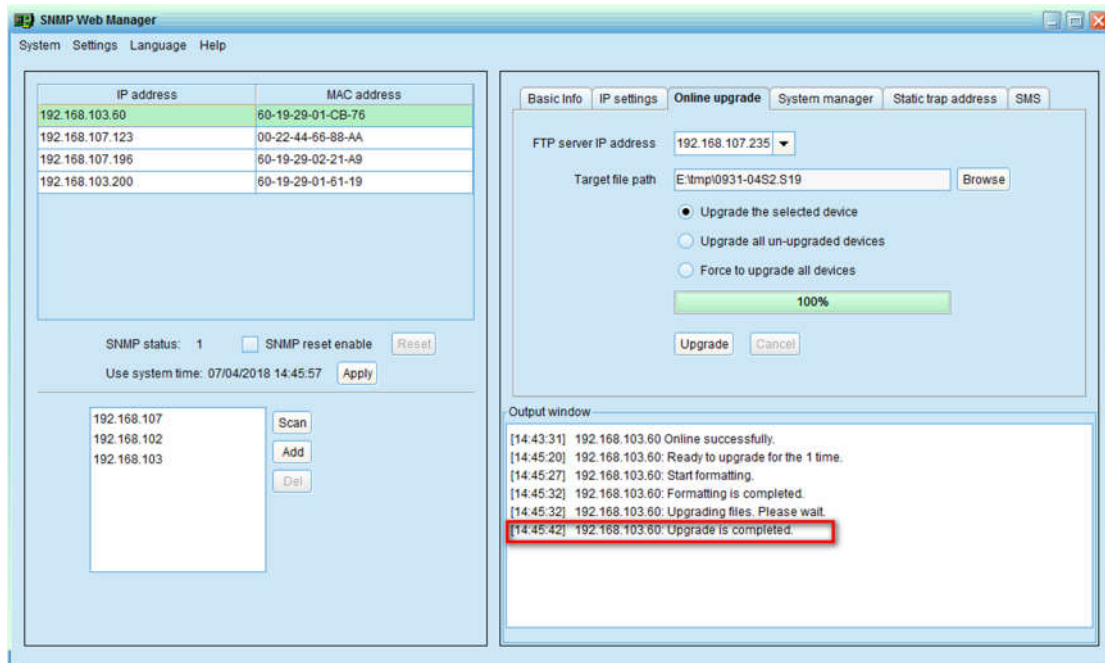 SNMP Web Manager
System Settings Language Help
IP address MAC address
192.168.103.60 60-19-29-01-CB-76
192.168.107.123 00-22-44-66-88-AA
192.168.107.196 60-19-29-02-21-A9
192.168.103.200 60-19-29-01-61-19
SNMP status: 1 SNMP reset enable Reset
Use system time: 07/04/2018 14:45:57 Apply
192.168.107
192.168.102
192.168.103
Scan
Add
Del
Basic Info IP settings Online upgrade System manager Static trap address SMS
FTP server IP address 192.168.107.235
Target file path E:\tmp\0931-04S2.S19 Browse
Upgrade the selected device
Upgrade all un-upgraded devices
Force to upgrade all devices
100%
Upgrade Cancel
Output window
[14:43:31] 192.168.103.60 Online successfully.
[14:45:20] 192.168.103.60: Ready to upgrade for the 1 time.
[14:45:27] 192.168.103.60: Start formatting.
[14:45:32] 192.168.103.60: Formatting is completed.
[14:45:32] 192.168.103.60: Upgrading files. Please wait.
[14:45:42] 192.168.103.60: Upgrade is completed.